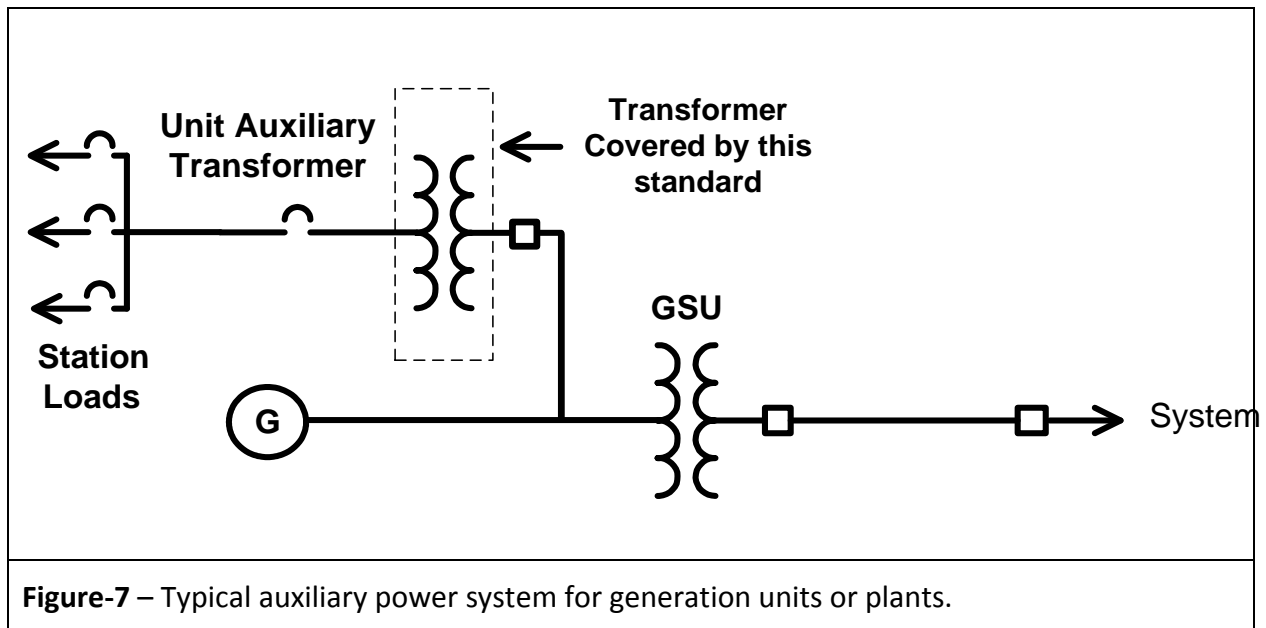 Unit Auxiliary
Transformer
Transformer
Covered by this
standard
Station
Loads
GSU
G
System
Figure-7 – Typical auxiliary power system for generation units or plants.